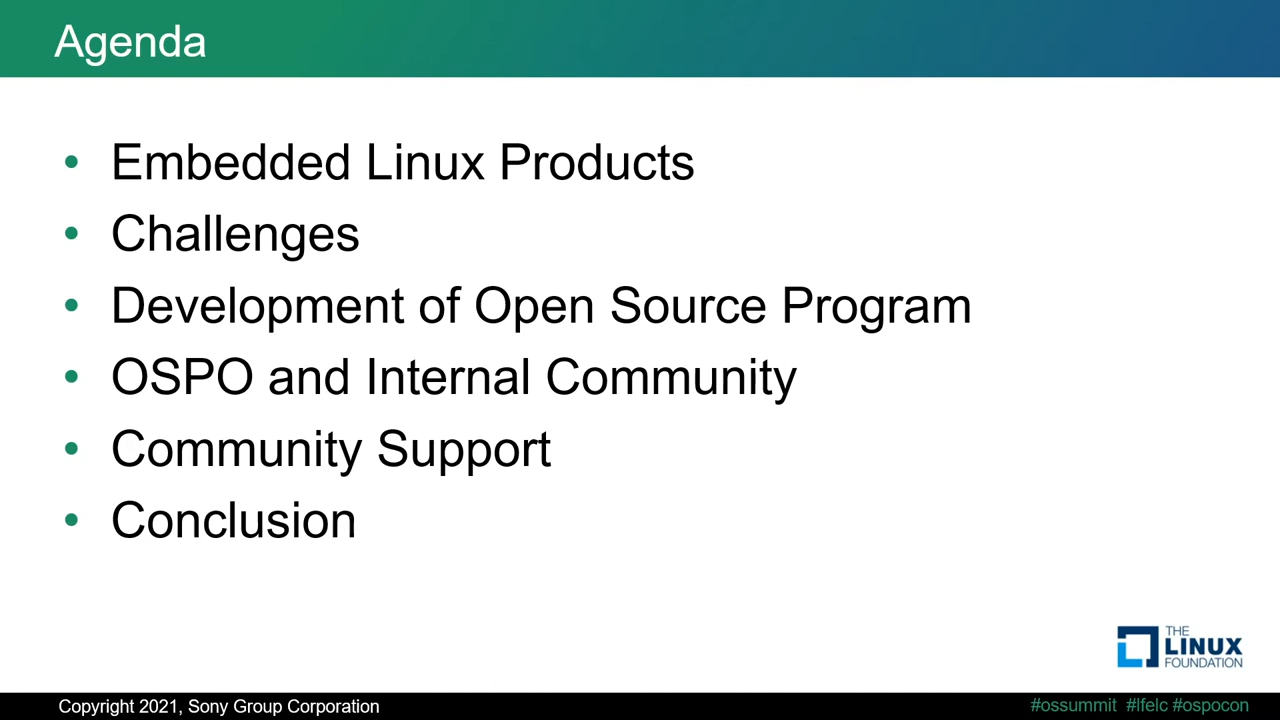 Agenda
• Embedded Linux Products
• Challenges
• Development of Open Source Program
• OSPO and Internal Community
• Community Support
• Conclusion
THE
LINUX
FOUNDATION
Copyright 2021, Sony Group Corporation
#ossummit #lfelc #ospocon